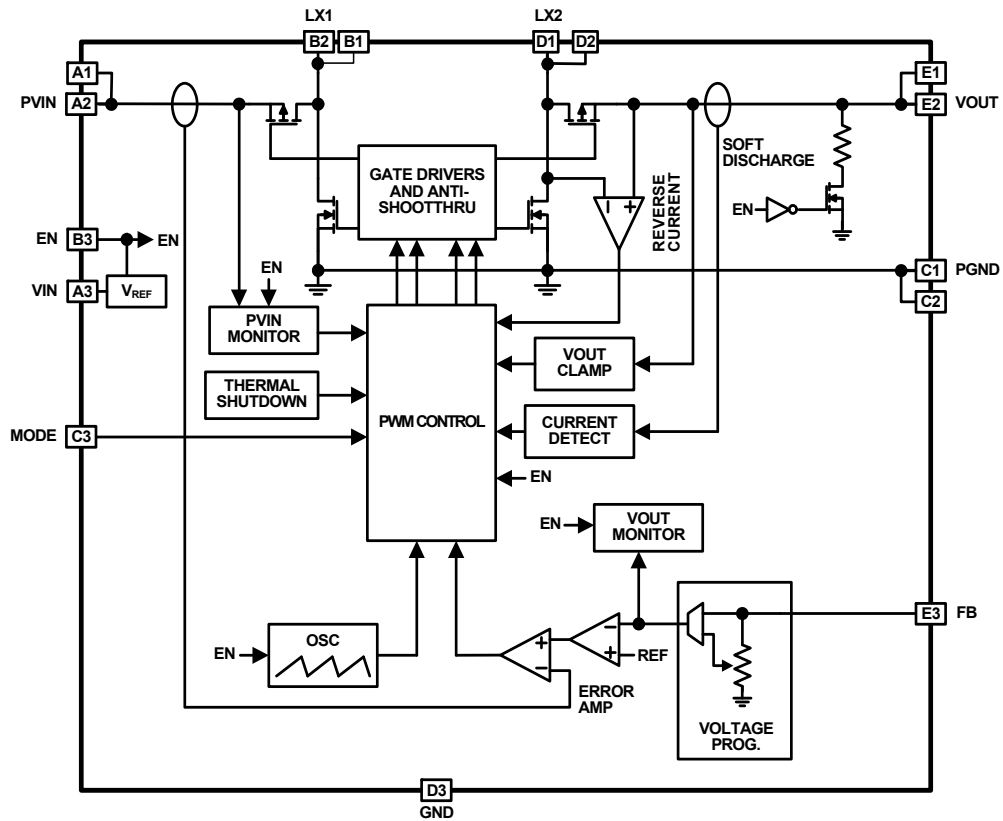 LX1 LX2
B2 B1 D1 D2
A1 E1
PVIN A2 E2 VOUT
SOFT
DISCHARGE
GATE DRIVERS
AND ANTI-
SHOOTTHRU
– +
REVERSE
CURRENT
EN
EN B3 EN
EN
C1 PGND
VIN A3 VREF
C2
PVIN
MONITOR
VOUT
CLAMP
THERMAL
SHUTDOWN
PWM CONTROL
MODE C3
CURRENT
DETECT
EN
EN
VOUT
MONITOR
E3 FB
OSC
EN
+
–
–
+
REF
ERROR
AMP
VOLTAGE
PROG.
D3
GND